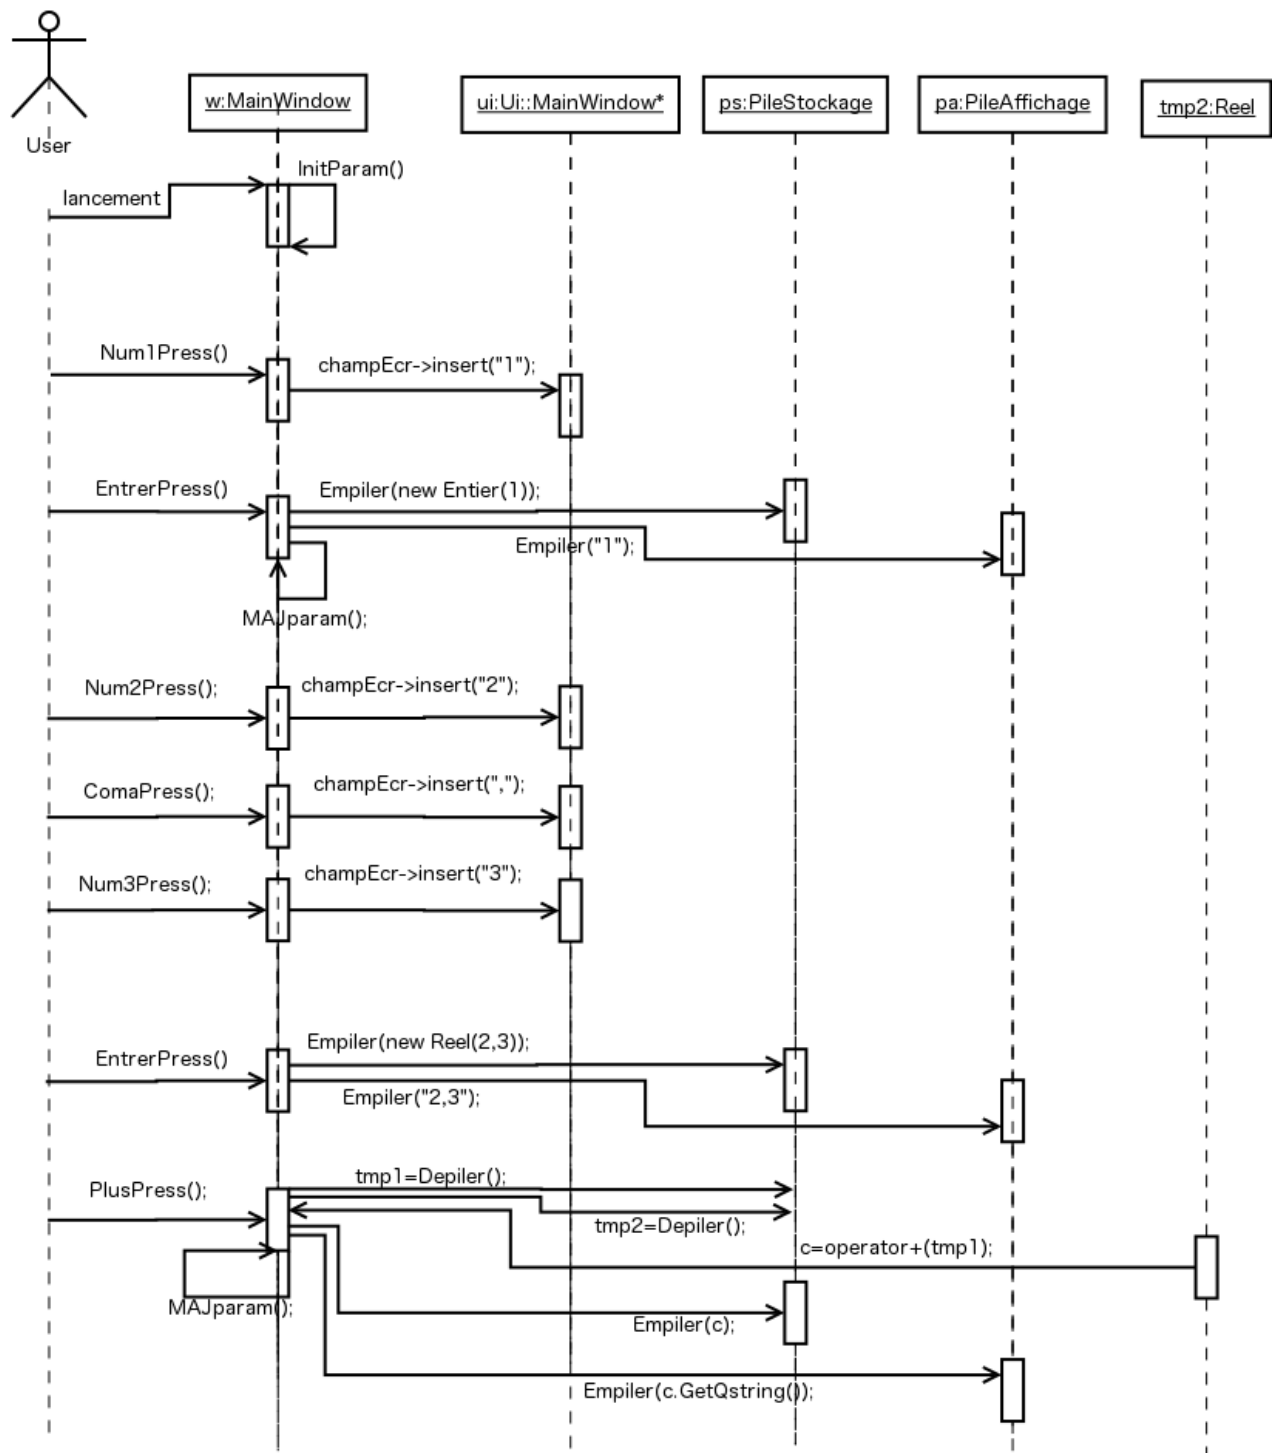 User
w:MainWindow
ui:Ui::MainWindow*
ps:PileStockage
pa:PileAffichage
tmp2:Reel
InitParam()
lancement
Num1Press()
champEcr->insert("1");
EntrerPress()
Empiler(new Entier(1));
Empiler("1");
MAJparam();
Num2Press();
champEcr->insert("2");
ComaPress();
champEcr->insert(",");
Num3Press();
champEcr->insert("3");
EntrerPress()
Empiler(new Reel(2,3));
Empiler("2,3");
PlusPress();
tmp1=Depiler();
tmp2=Depiler();
c=operator+(tmp1);
MAJparam();
Empiler(c);
Empiler(c.GetQstring());